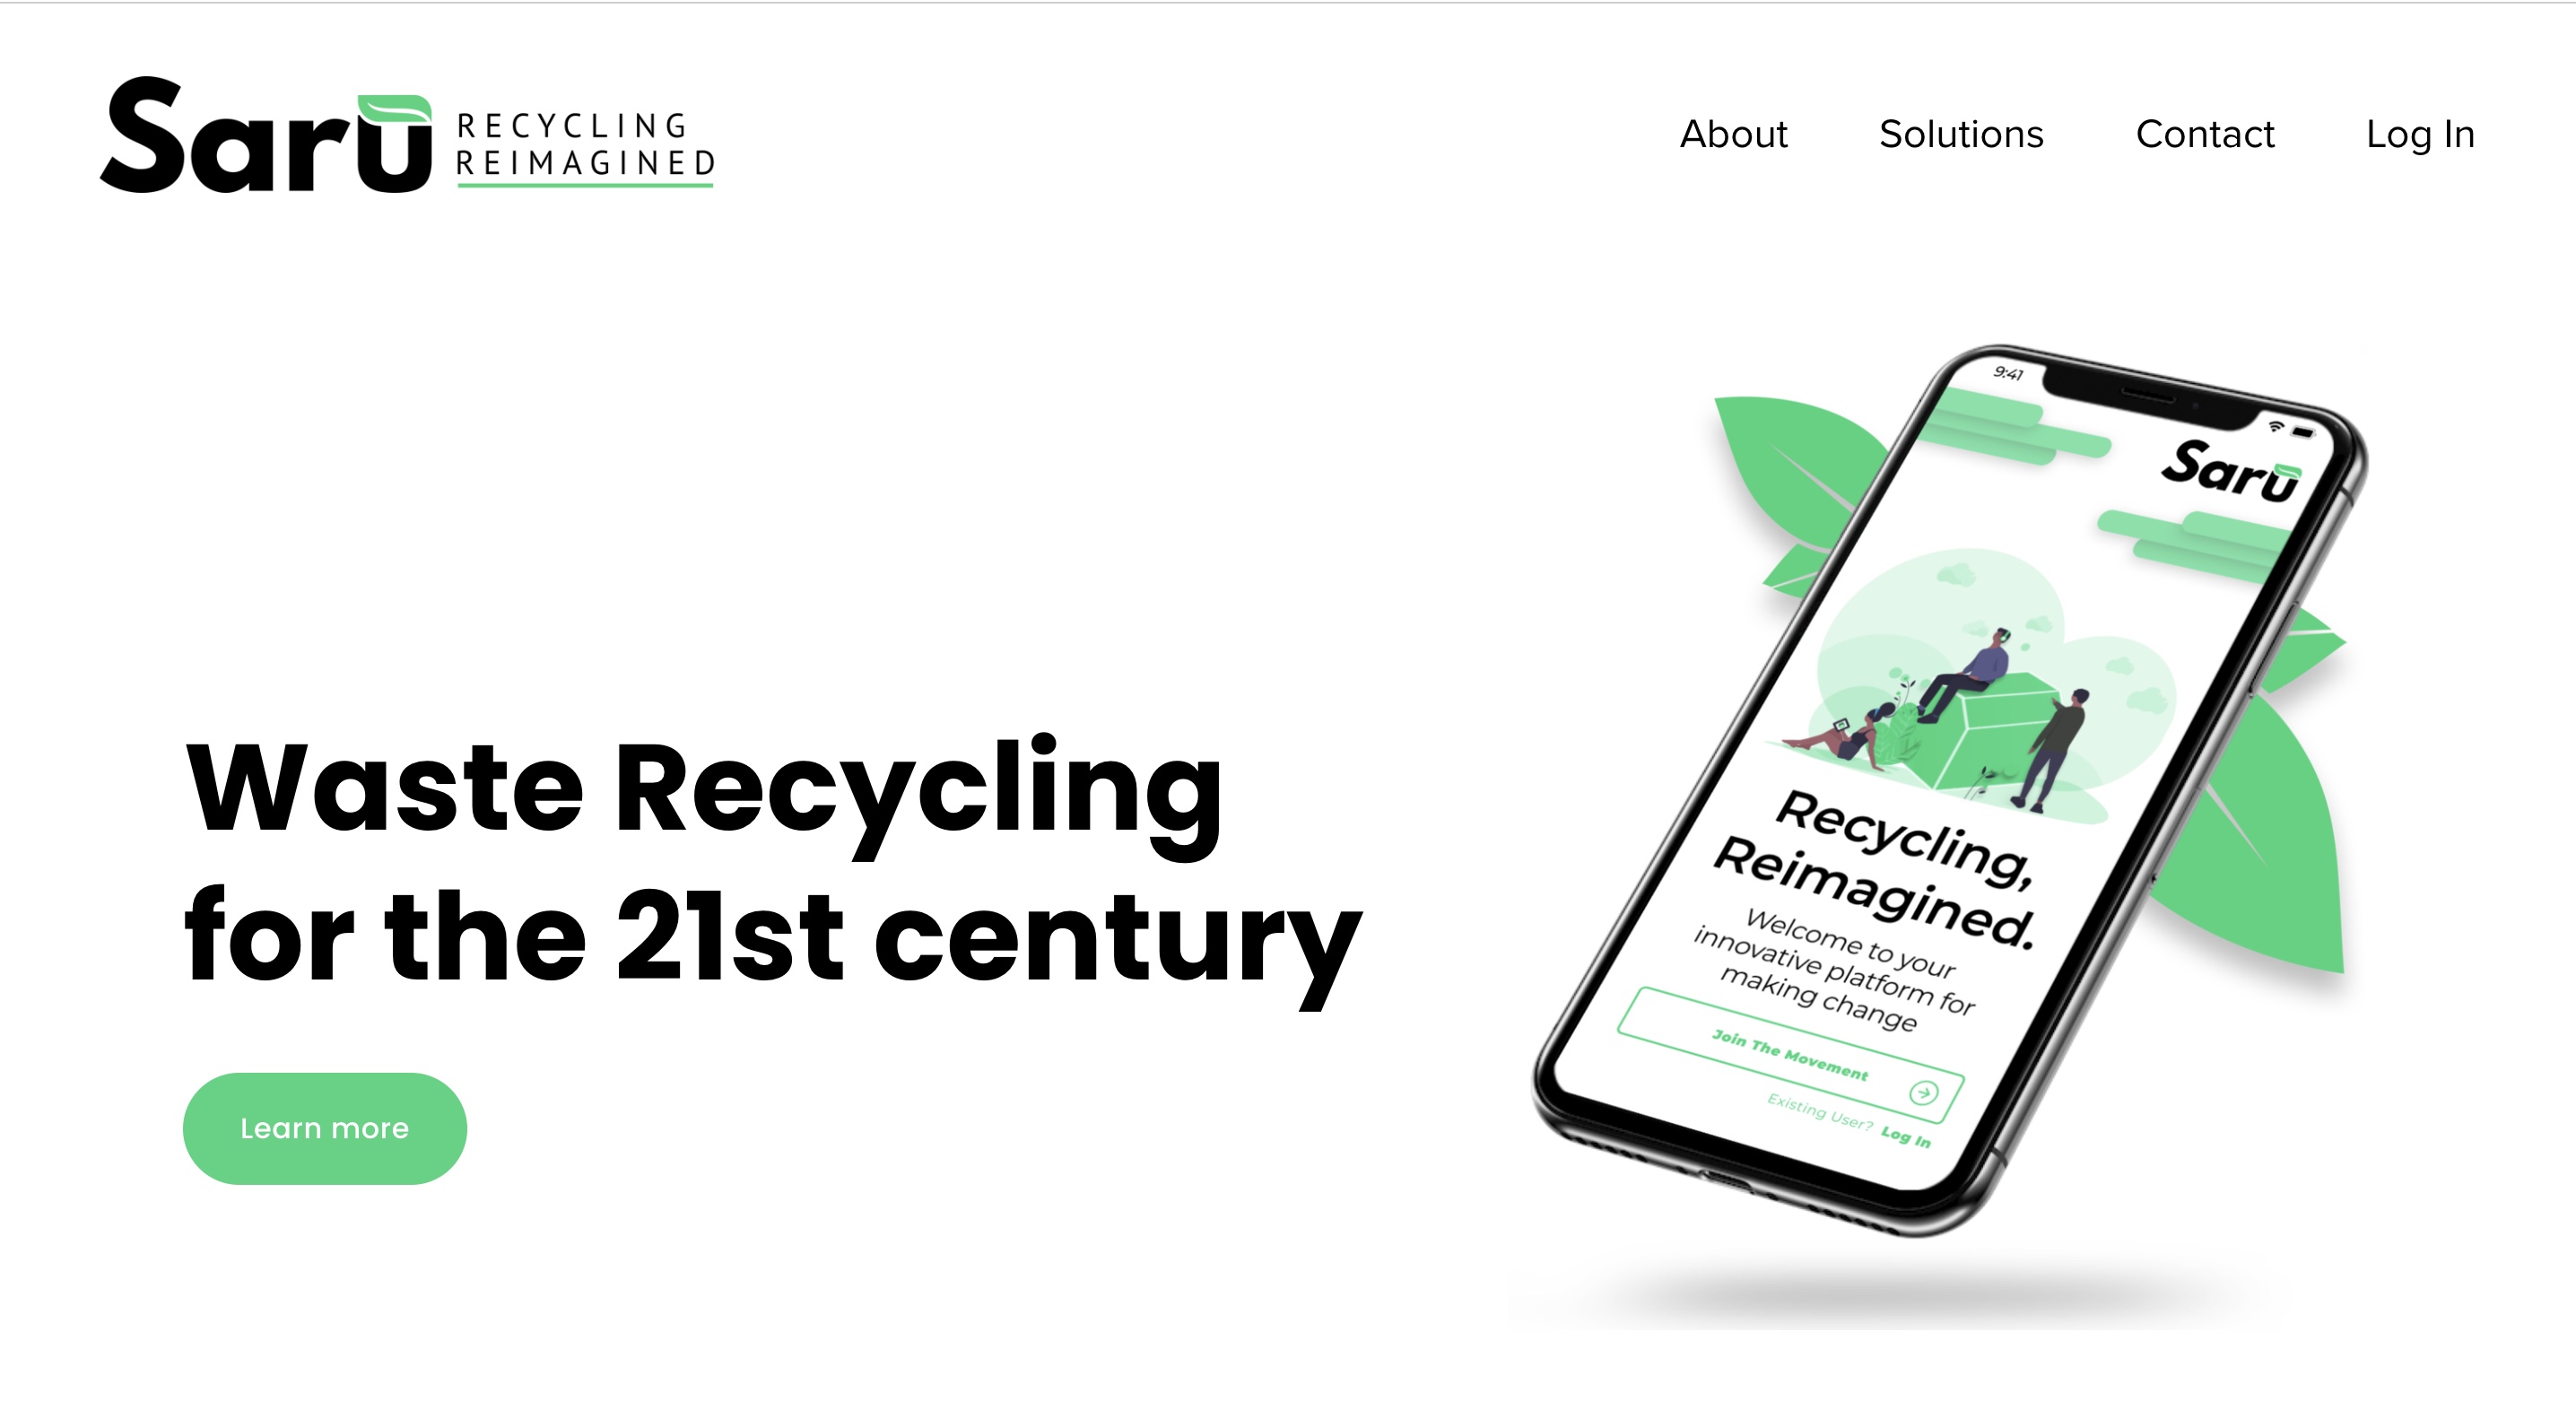 Saru
RECYCLING
REIMAGINED
About
Solutions
Contact
Log In
Waste Recycling
for the 21st century
Learn more
9:41
Saru
Recycling,
Reimagined.
Welcome to your
innovative platform for
making change
Join The Movement
Existing User? Log In